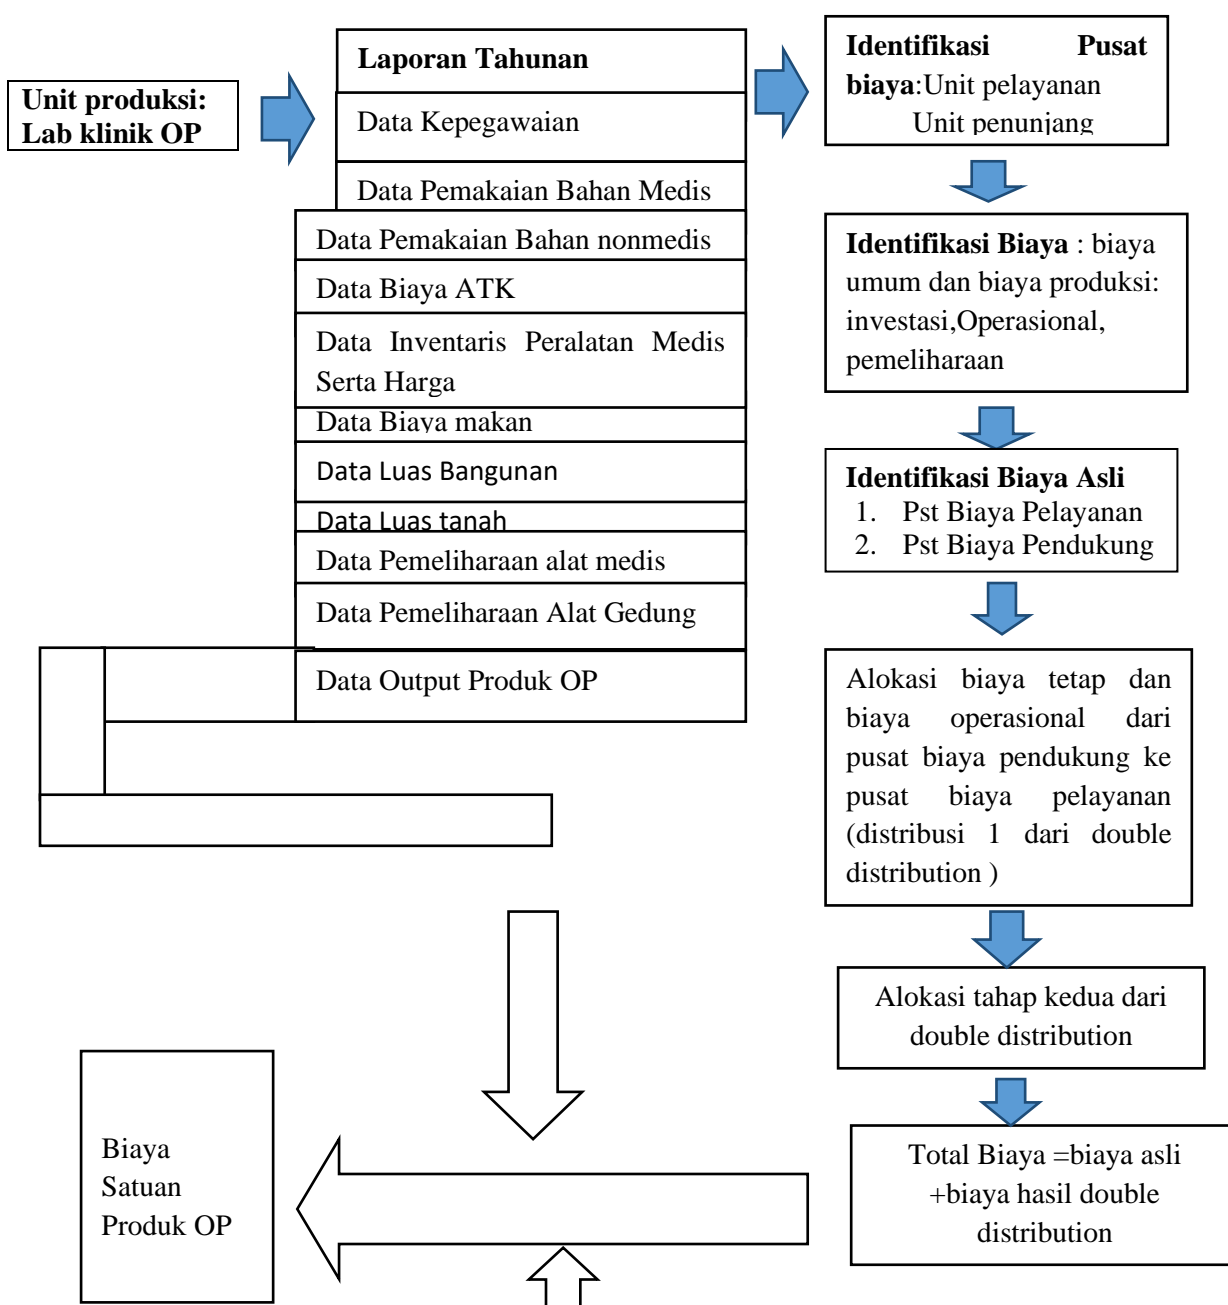 Unit produksi:
Lab klinik OP
Laporan Tahunan
Data Kepegawaian
Data Pemakaian Bahan Medis
Data Pemakaian Bahan nonmedis
Data Biaya ATK
Data Inventaris Peralatan Medis
Serta Harga
Data Biaya makan
Data Luas Bangunan
Data Luas tanah
Data Pemeliharaan alat medis
Data Pemeliharaan Alat Gedung
Data Output Produk OP
Identifikasi Pusat
biaya:Unit pelayanan
Unit penunjang
Identifikasi Biaya : biaya
umum dan biaya produksi:
investasi,Operasional,
pemeliharaan
Identifikasi Biaya Asli
1. Pst Biaya Pelayanan
2. Pst Biaya Pendukung
Alokasi biaya tetap dan
biaya operasional dari
pusat biaya pendukung ke
pusat biaya pelayanan
(distribusi 1 dari double
distribution )
Alokasi tahap kedua dari
double distribution
Total Biaya =biaya asli
+biaya hasil double
distribution
Biaya
Satuan
Produk OP